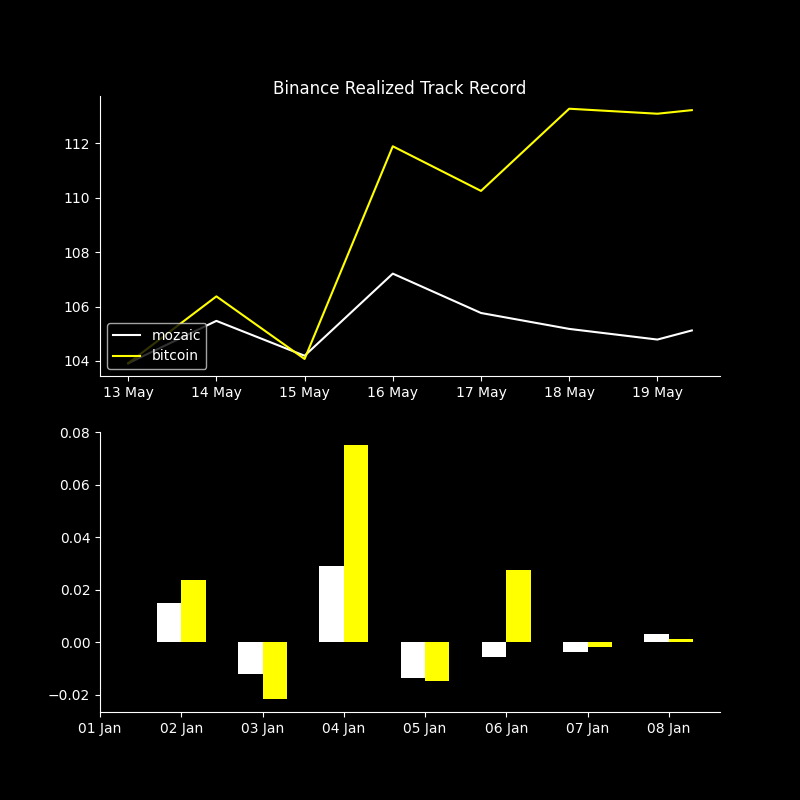 Binance Realized Track Record
112
110
108
106
104
mozaic
bitcoin
13 May 14 May 15 May 16 May 17 May 18 May 19 May
0.08
0.06
0.04
0.02
0.00
−0.02
01 Jan 02 Jan 03 Jan 04 Jan 05 Jan 06 Jan 07 Jan 08 Jan